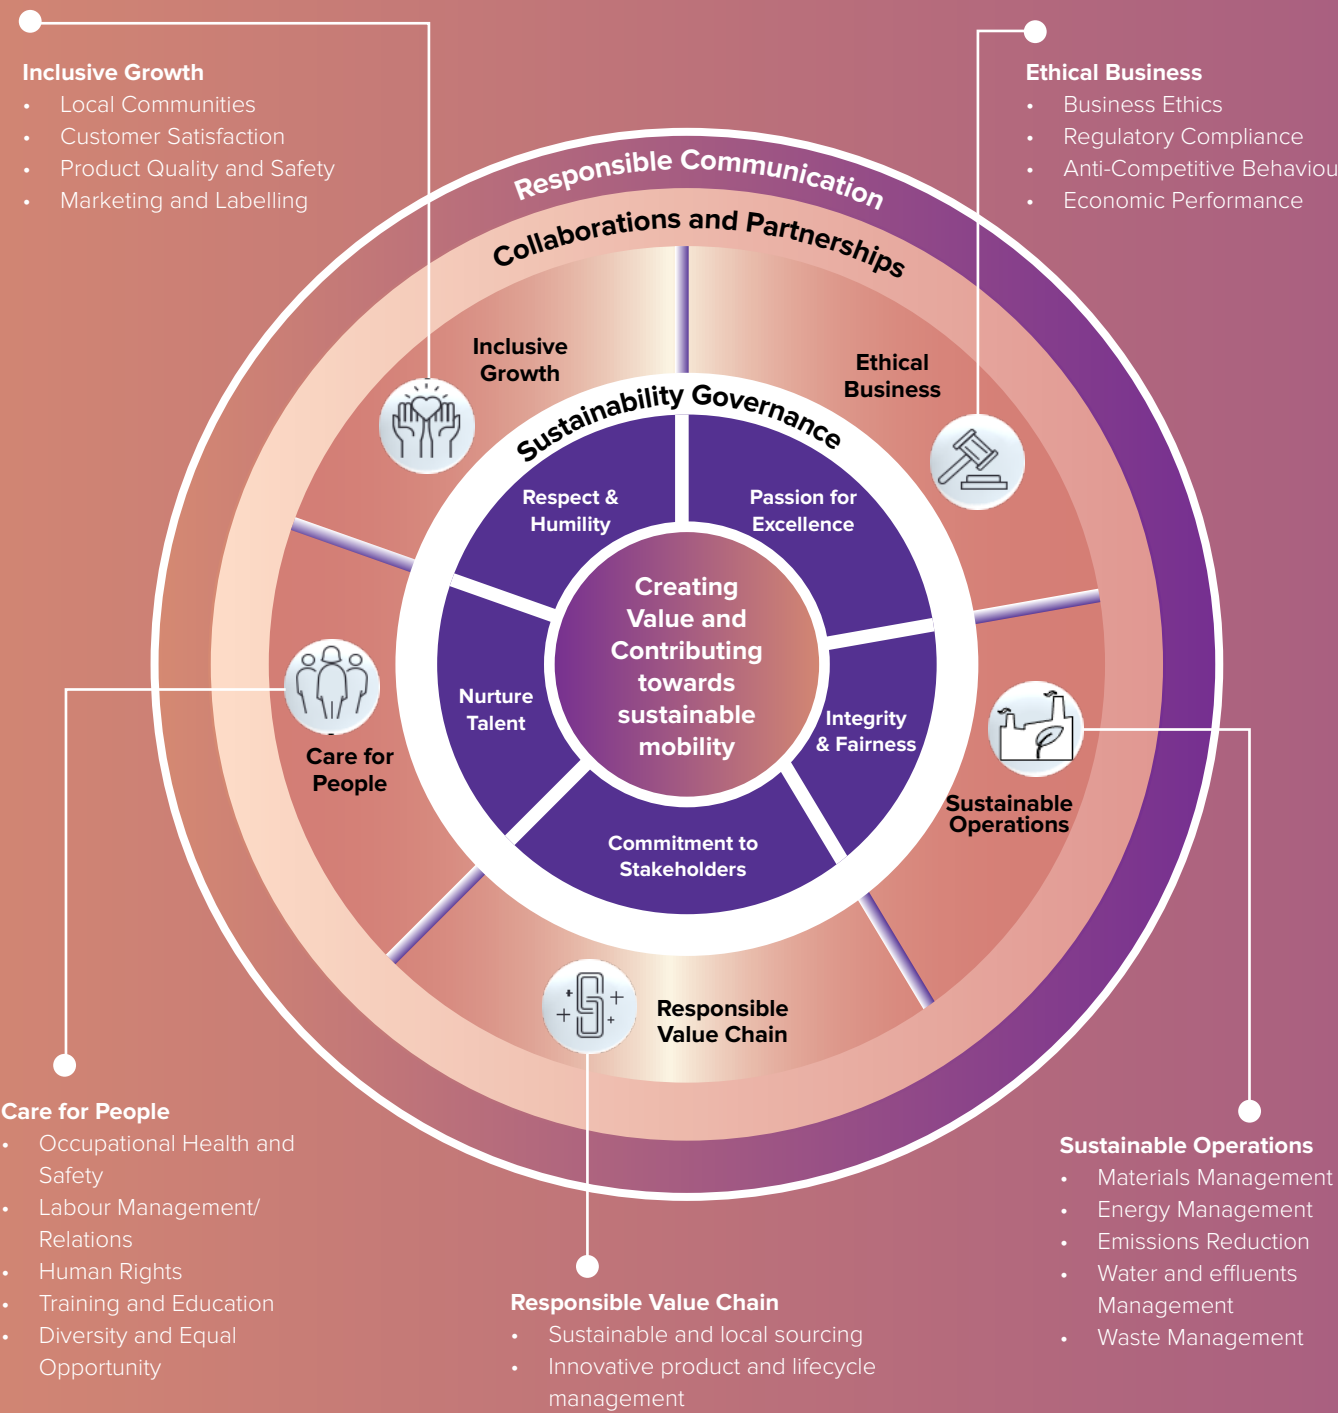 Inclusive Growth
• Local Communities
• Customer Satisfaction
• Product Quality and Safety
• Marketing and Labelling
Ethical Business
• Business Ethics
• Regulatory Compliance
• Anti-Competitive Behaviou
• Economic Performance
Responsible Communication
Collaborations and Partnerships
Inclusive
Growth
Ethical
Business
Sustainability Governance
Respect &
Humility
Passion for
Excellence
Creating
Value and
Contributing
towards
sustainable
mobility
Nurture
Talent
Integrity
& Fairness
Care for
People
Sustainable
Operations
Commitment to
Stakeholders
Responsible
Value Chain
Care for People
• Occupational Health and
Safety
• Labour Management/
Relations
• Human Rights
• Training and Education
• Diversity and Equal
Opportunity
Responsible Value Chain
• Sustainable and local sourcing
• Innovative product and lifecycle
management
Sustainable Operations
• Materials Management
• Energy Management
• Emissions Reduction
• Water and effluents
Management
• Waste Management